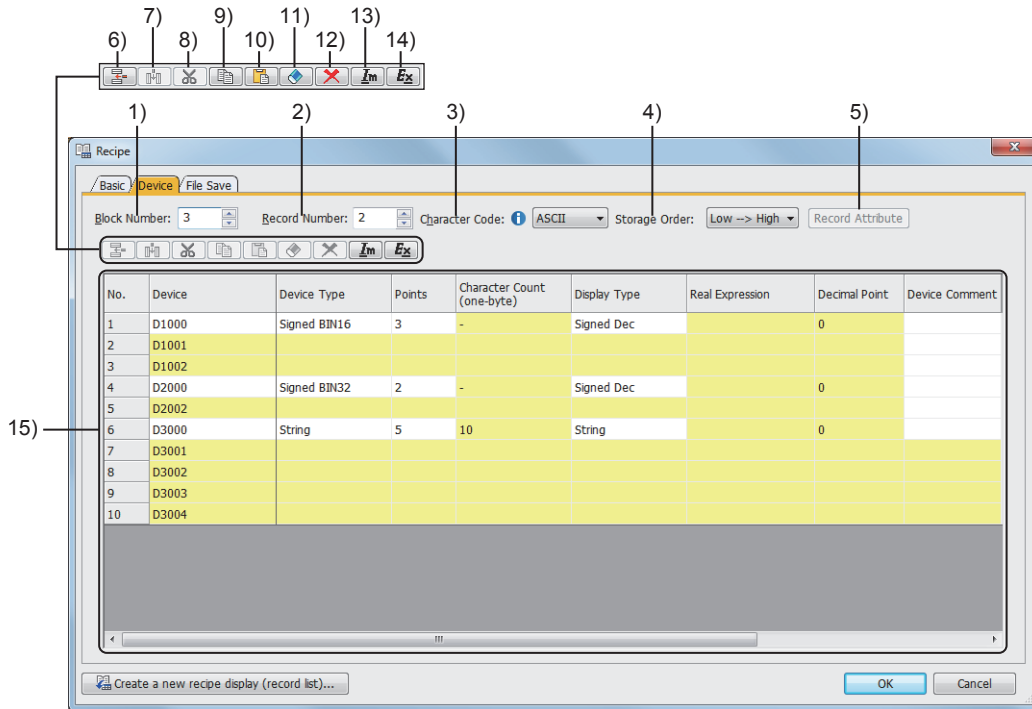 7) 9) 11) 13)
6) 8) 10) 12) 14)
Im Ex
1) 2) 3) 4) 5)
Recipe
Basic Device File Save
Block Number: 3 Record Number: 2 Character Code: ASCII Storage Order: Low --> High Record Attribute
Im Ex
No. Device Device Type Points Character Count (one-byte) Display Type Real Expression Decimal Point Device Comment
1 D1000 Signed BIN16 3 - Signed Dec 0
2 D1001
3 D1002
4 D2000 Signed BIN32 2 - Signed Dec 0
5 D2002
15) 6 D3000 String 5 10 String 0
7 D3001
8 D3002
9 D3003
10 D3004
Create a new recipe display (record list)... OK Cancel